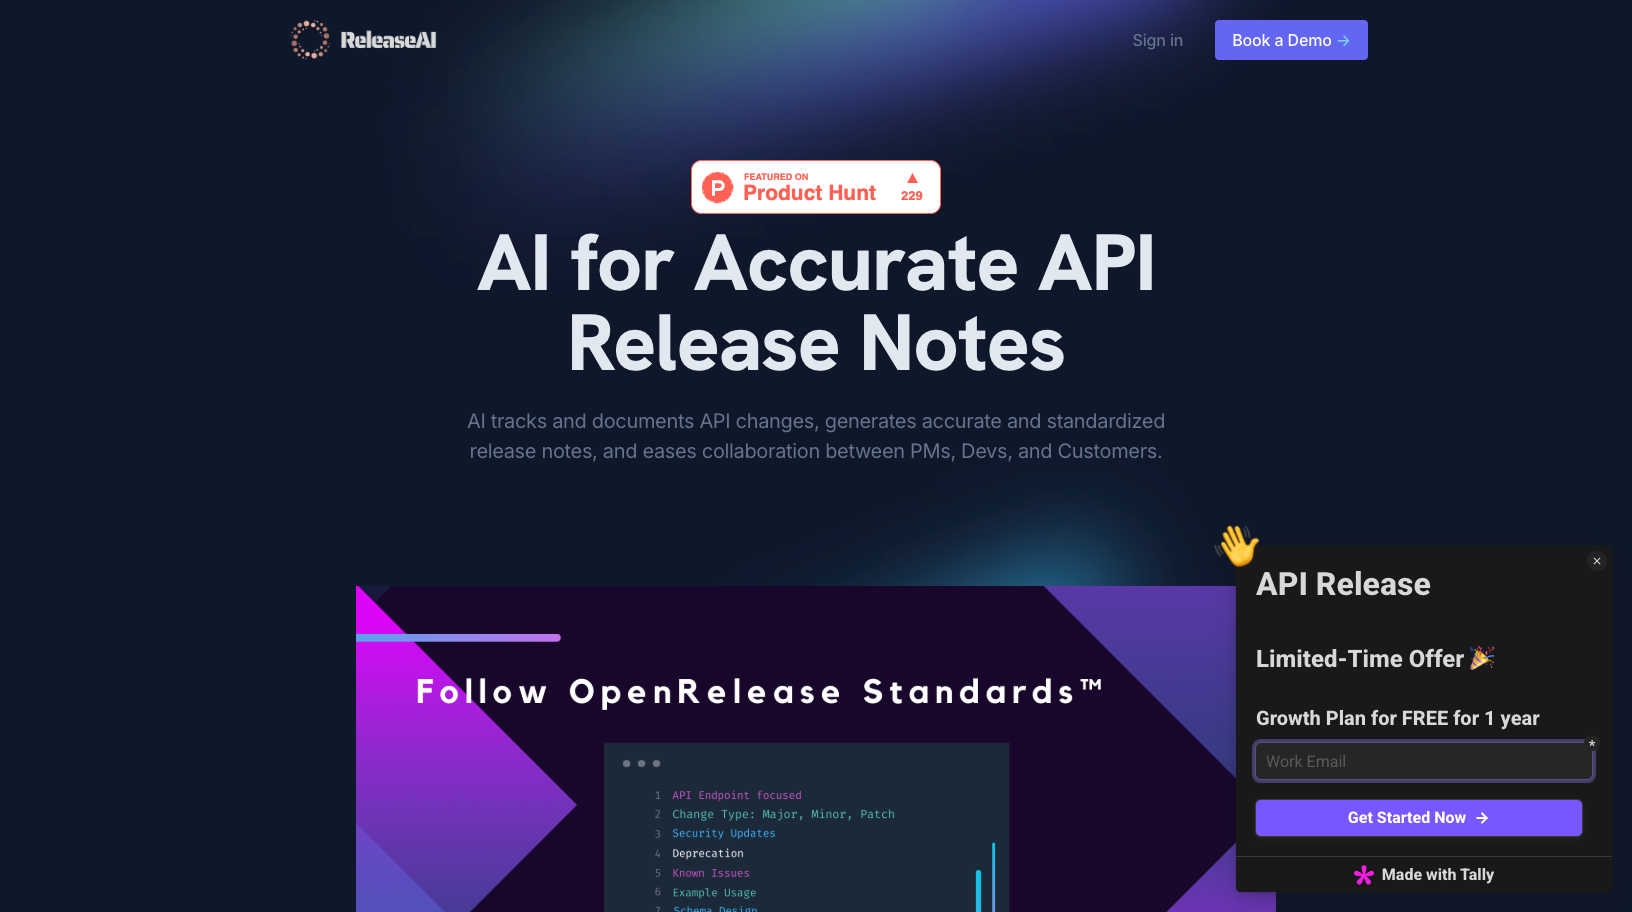 ReleaseAI
Sign in
Book a Demo →
FEATURED ON
Product Hunt
▲
229
AI for Accurate API
Release Notes
AI tracks and documents API changes, generates accurate and standardized
release notes, and eases collaboration between PMs, Devs, and Customers.
Follow OpenRelease Standards™
1 API Endpoint focused
2 Change Type: Major, Minor, Patch
3 Security Updates
4 Deprecation
5 Known Issues
6 Example Usage
7 Schema Design
👋
×
API Release
Limited-Time Offer 🎉
Growth Plan for FREE for 1 year
*
Work Email
Get Started Now →
Made with Tally